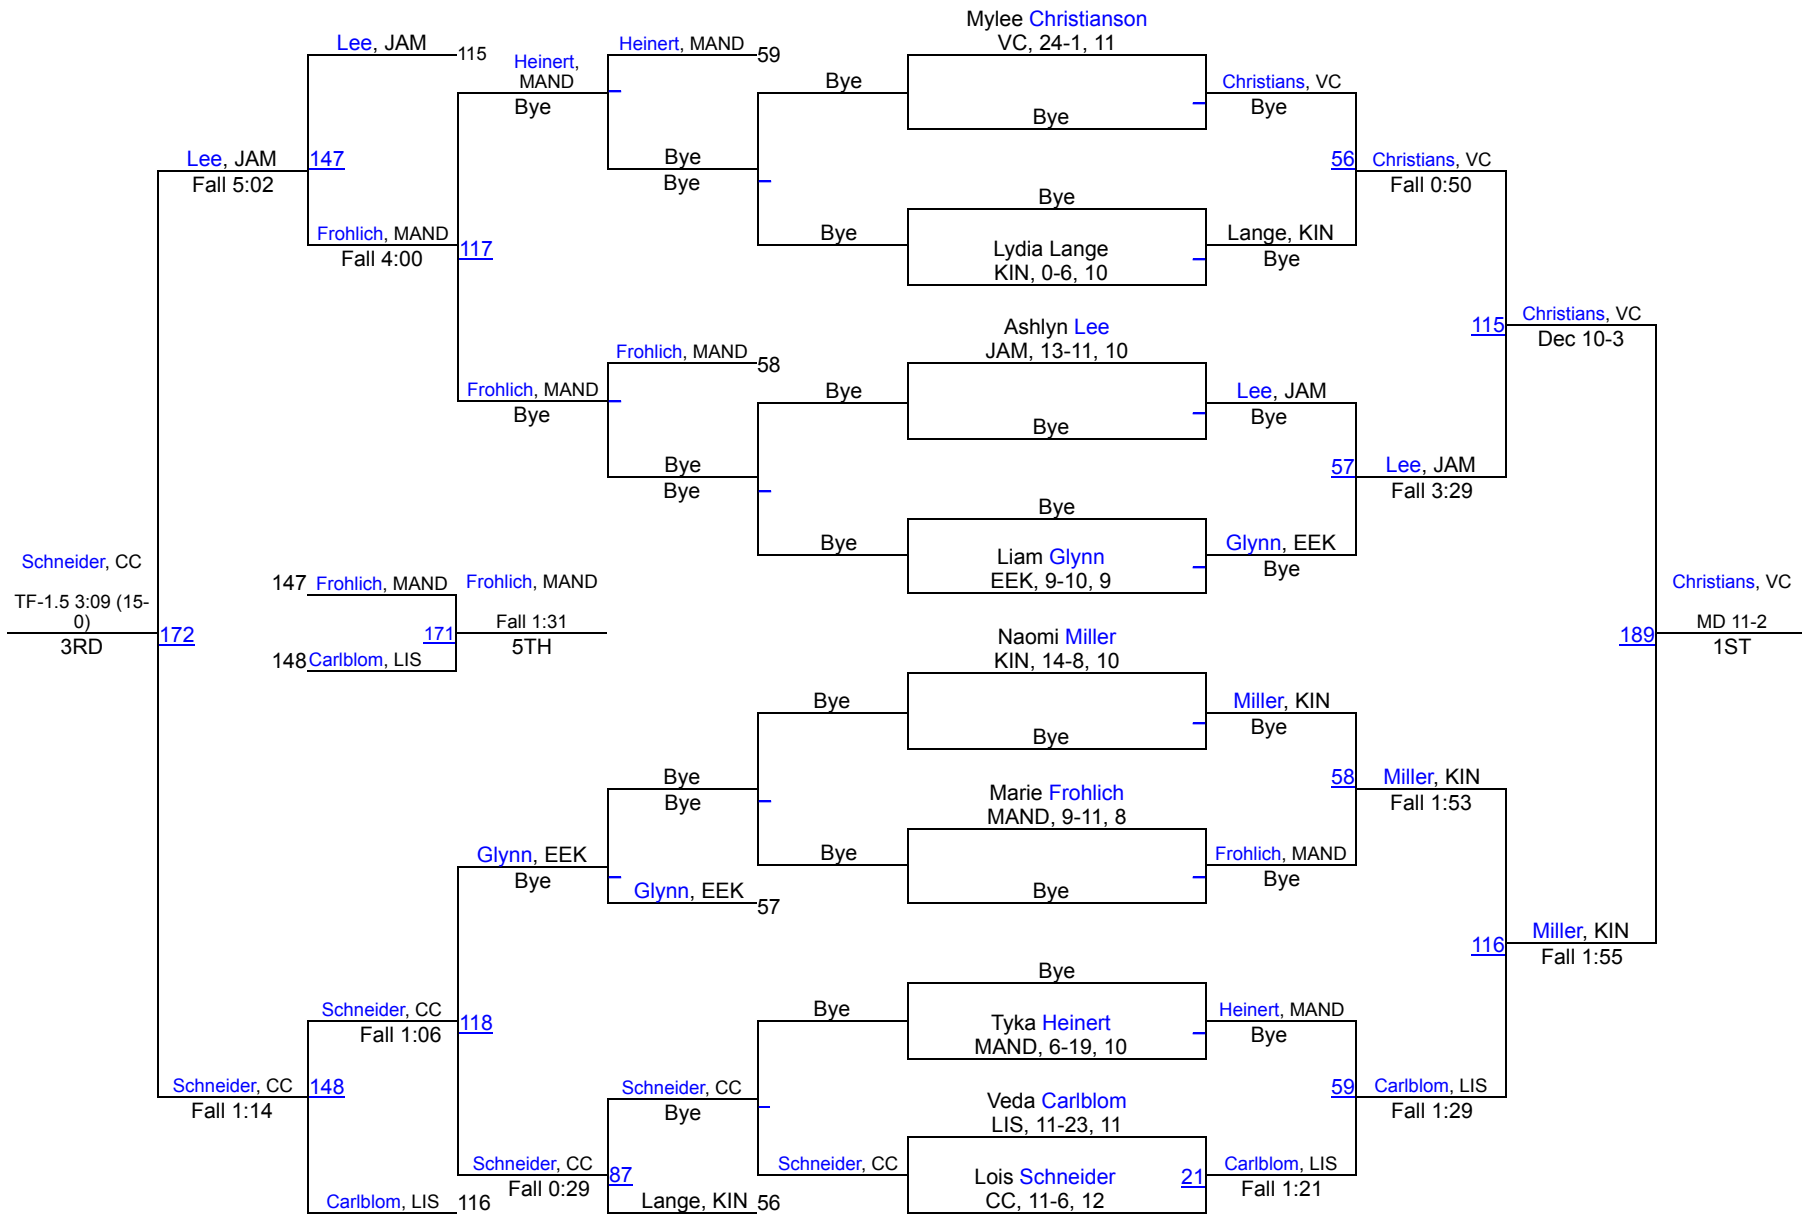 Mylee Christianson
VC, 24-1, 11
Lee, JAM
115
Heinert,
MAND
Bye
Heinert, MAND
59
Bye
Bye
Christians, VC
Bye
Lee, JAM
Fall 5:02
147
Bye
Bye
56
Christians, VC
Fall 0:50
Bye
Frohlich, MAND
Fall 4:00
117
Bye
Lydia Lange
KIN, 0-6, 10
Lange, KIN
Bye
Ashlyn Lee
JAM, 13-11, 10
115
Christians, VC
Dec 10-3
Frohlich, MAND
58
Frohlich, MAND
Bye
Bye
Bye
Lee, JAM
Bye
Bye
Bye
57
Lee, JAM
Fall 3:29
Bye
Bye
Liam Glynn
EEK, 9-10, 9
Glynn, EEK
Bye
Schneider, CC
TF-1.5 3:09 (15-
0)
3RD
172
147
Frohlich, MAND
Frohlich, MAND
171
Fall 1:31
5TH
148
Carlblom, LIS
Christians, VC
189
MD 11-2
1ST
Naomi Miller
KIN, 14-8, 10
Bye
Bye
Miller, KIN
Bye
Bye
Bye
58
Miller, KIN
Fall 1:53
Marie Frohlich
MAND, 9-11, 8
Glynn, EEK
Bye
Bye
Bye
Frohlich, MAND
Bye
Glynn, EEK
57
116
Miller, KIN
Fall 1:55
Bye
Schneider, CC
Fall 1:06
118
Bye
Tyka Heinert
MAND, 6-19, 10
Heinert, MAND
Bye
Schneider, CC
Fall 1:14
148
Schneider, CC
Bye
Veda Carlblom
LIS, 11-23, 11
59
Carlblom, LIS
Fall 1:29
Schneider, CC
Fall 0:29
87
Schneider, CC
Lois Schneider
CC, 11-6, 12
21
Carlblom, LIS
Fall 1:21
Carlblom, LIS
116
Lange, KIN
56